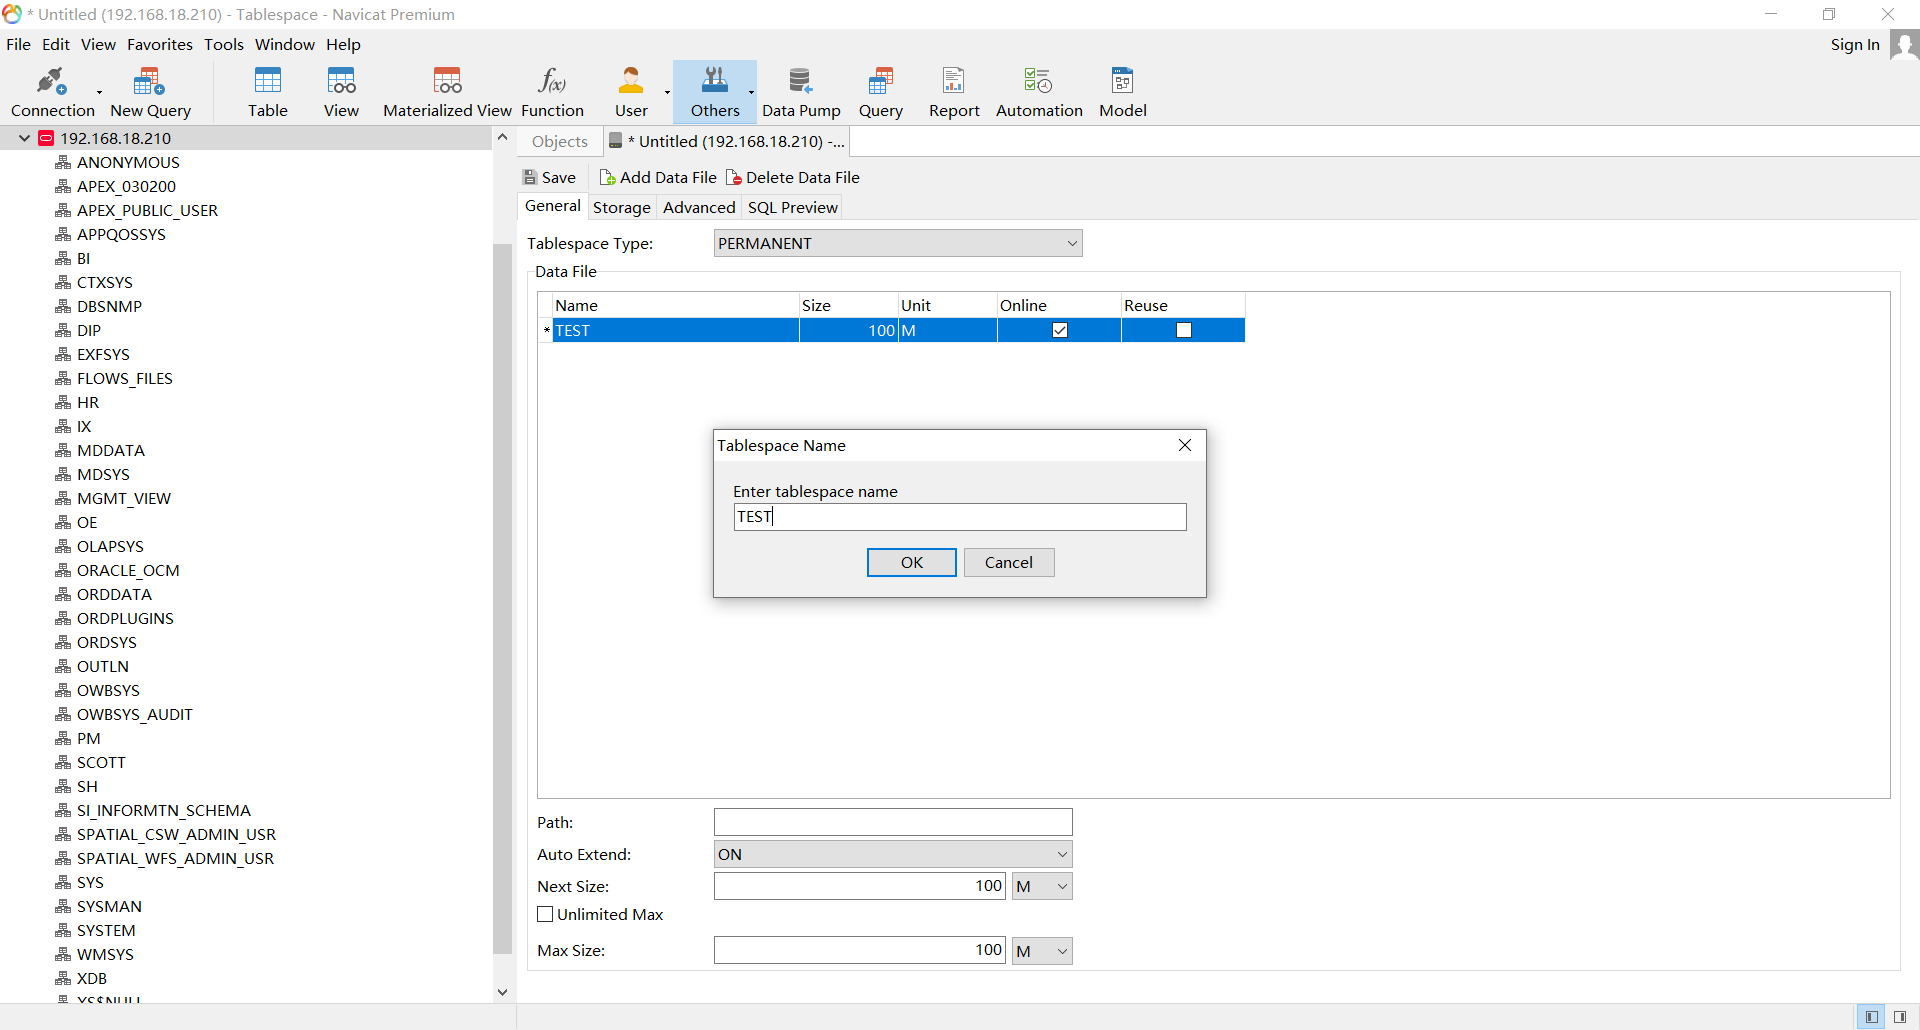 * Untitled (192.168.18.210) - Tablespace - Navicat Premium
File Edit View Favorites Tools Window Help
Sign In
Connection New Query Table View Materialized View Function User Others Data Pump Query Report Automation Model
192.168.18.210
ANONYMOUS
APEX_030200
APEX_PUBLIC_USER
APPQOSSYS
BI
CTXSYS
DBSNMP
DIP
EXFSYS
FLOWS_FILES
HR
IX
MDDATA
MDSYS
MGMT_VIEW
OE
OLAPSYS
ORACLE_OCM
ORDDATA
ORDPLUGINS
ORDSYS
OUTLN
OWBSYS
OWBSYS_AUDIT
PM
SCOTT
SH
SI_INFORMTN_SCHEMA
SPATIAL_CSW_ADMIN_USR
SPATIAL_WFS_ADMIN_USR
SYS
SYSMAN
SYSTEM
WMSYS
XDB
XS$NULL
Objects * Untitled (192.168.18.210) -...
Save Add Data File Delete Data File
General Storage Advanced SQL Preview
Tablespace Type: PERMANENT
Data File
Name Size Unit Online Reuse
* TEST 100 M
Tablespace Name
Enter tablespace name
TEST
OK Cancel
Path:
Auto Extend: ON
Next Size: 100 M
Unlimited Max
Max Size: 100 M